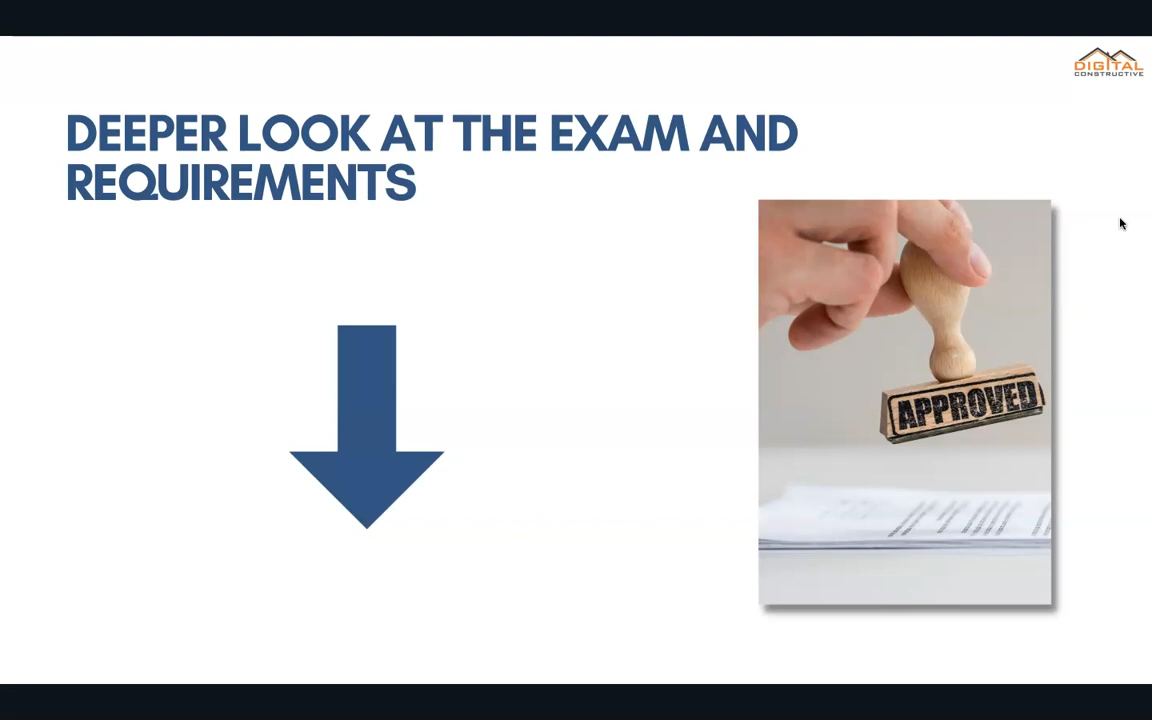 DIGITAL
CONSTRUCTIVE
DEEPER LOOK AT THE EXAM AND
REQUIREMENTS
APPROVED